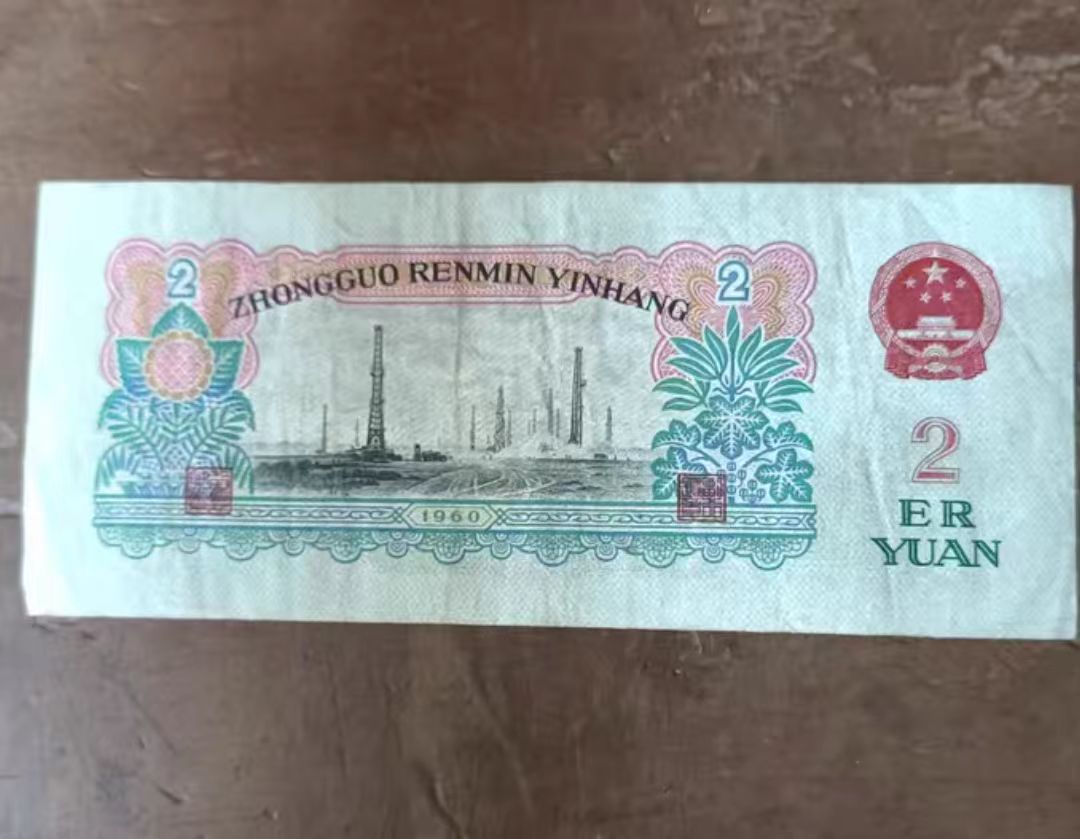 2
2
ZHONGGUO RENMIN YINHANG
1960
2
ER
YUAN